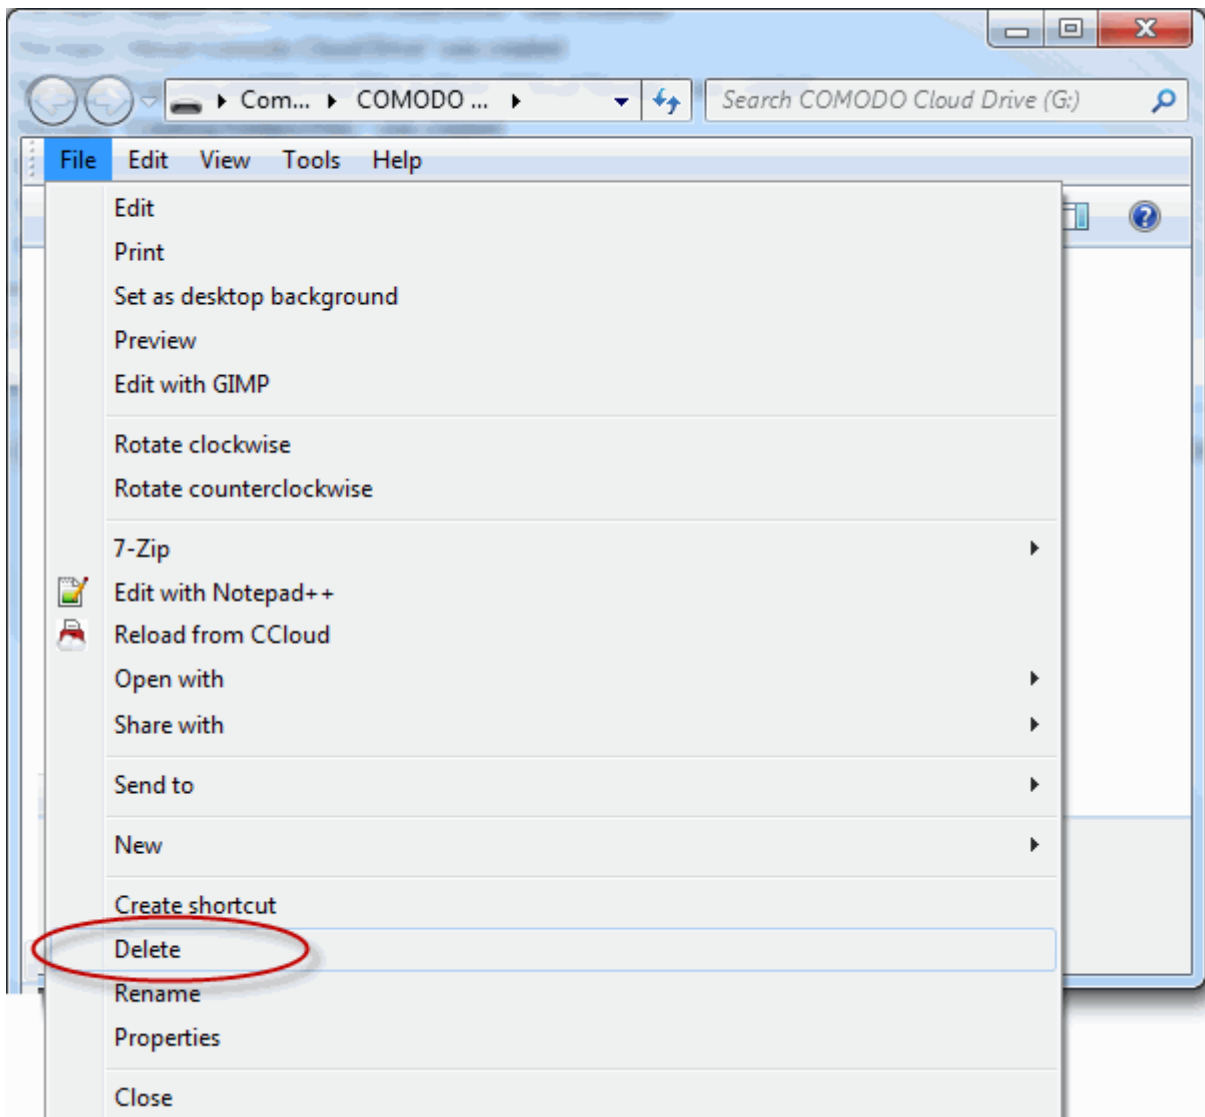 Com... COMODO ... Search COMODO Cloud Drive (G:)
File Edit View Tools Help
Edit
Print
Set as desktop background
Preview
Edit with GIMP
Rotate clockwise
Rotate counterclockwise
7-Zip
Edit with Notepad++
Reload from CCloud
Open with
Share with
Send to
New
Create shortcut
Delete
Rename
Properties
Close